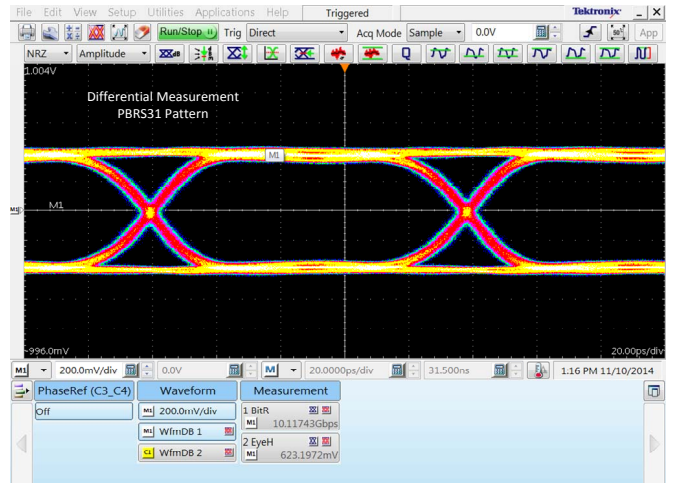 File Edit View Setup Utilities Applications Help Triggered Tektronix
Run/Stop Trig Direct Acq Mode Sample 0.0V 50% App
NRZ Amplitude
1.004V
Differential Measurement
PBRS31 Pattern
M1
M1 M1
-996.0mV 20.00ps/div
M1 200.0mV/div 0.0V M 20.0000ps/div 31.500ns 1:16 PM 11/10/2014
PhaseRef (C3_C4) Waveform Measurement
Off M1 200.0mV/div 1 BitR
M1 10.11743Gbps
M1 WfmDB 1
2 EyeH
C1 WfmDB 2 M1 623.1972mV